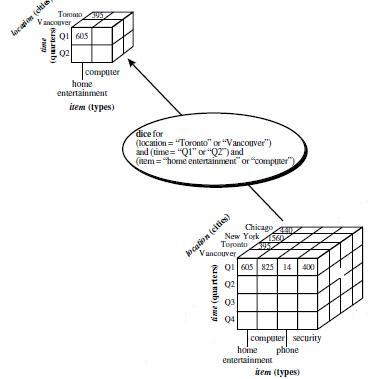 location (cities)
Toronto 395
Vancouver
time
(quarters)
Q1 605
Q2
computer
home
entertainment
item (types)
dice for
(location = “Toronto” or “Vancouver”)
and (time = “Q1” or “Q2”) and
(item = “home entertainment” or “computer”)
location (cities)
Chicago 440
New York 1560
Toronto 395
Vancouver
time (quarters)
Q1 605 825 14 400
Q2
Q3
Q4
computer security
home phone
entertainment
item (types)